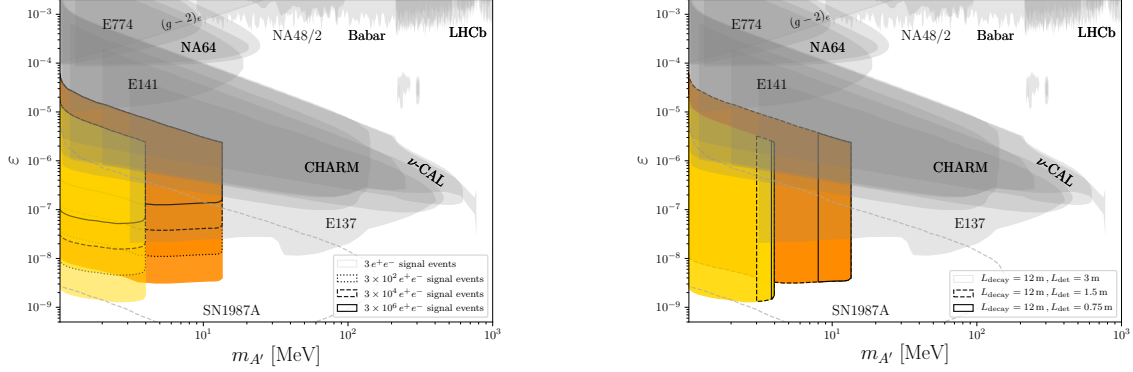 E774
(g − 2)e
NA64
NA48/2
Babar
LHCb
E141
CHARM
ν-CAL
E137
SN1987A
3 e⁺e⁻ signal events
3 × 10² e⁺e⁻ signal events
3 × 10⁴ e⁺e⁻ signal events
3 × 10⁶ e⁺e⁻ signal events
10⁻³
10⁻⁴
10⁻⁵
10⁻⁶
10⁻⁷
10⁻⁸
10⁻⁹
ε
10¹
10²
10³
m_A′ [MeV]
E774
(g − 2)e
NA64
NA48/2
Babar
LHCb
E141
CHARM
ν-CAL
E137
SN1987A
L_decay = 12 m , L_det = 3 m
L_decay = 12 m , L_det = 1.5 m
L_decay = 12 m , L_det = 0.75 m
10⁻³
10⁻⁴
10⁻⁵
10⁻⁶
10⁻⁷
10⁻⁸
10⁻⁹
ε
10¹
10²
10³
m_A′ [MeV]